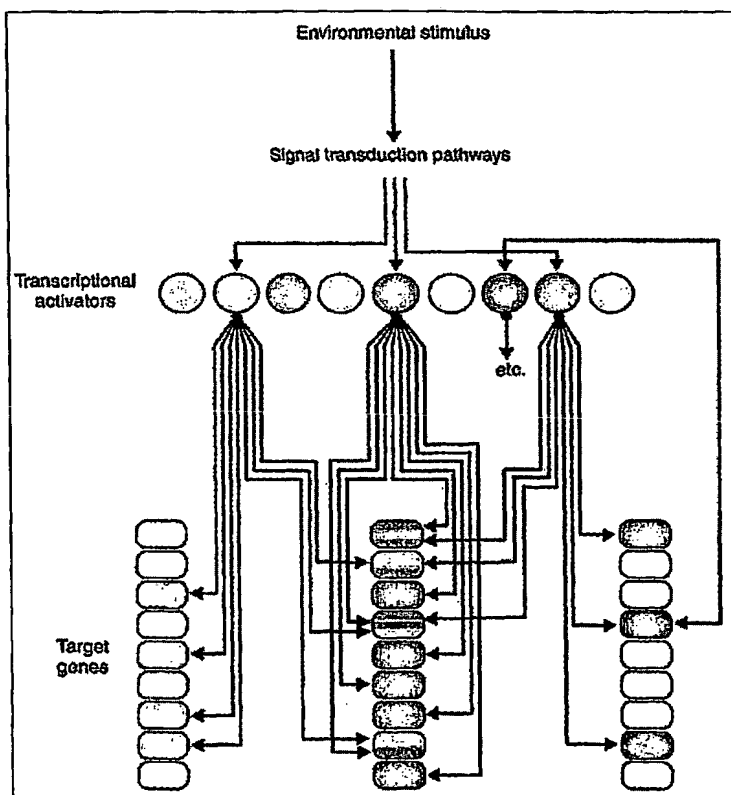 Environmental stimulus
Signal transduction pathways
Transcriptional
activators
etc.
Target
genes